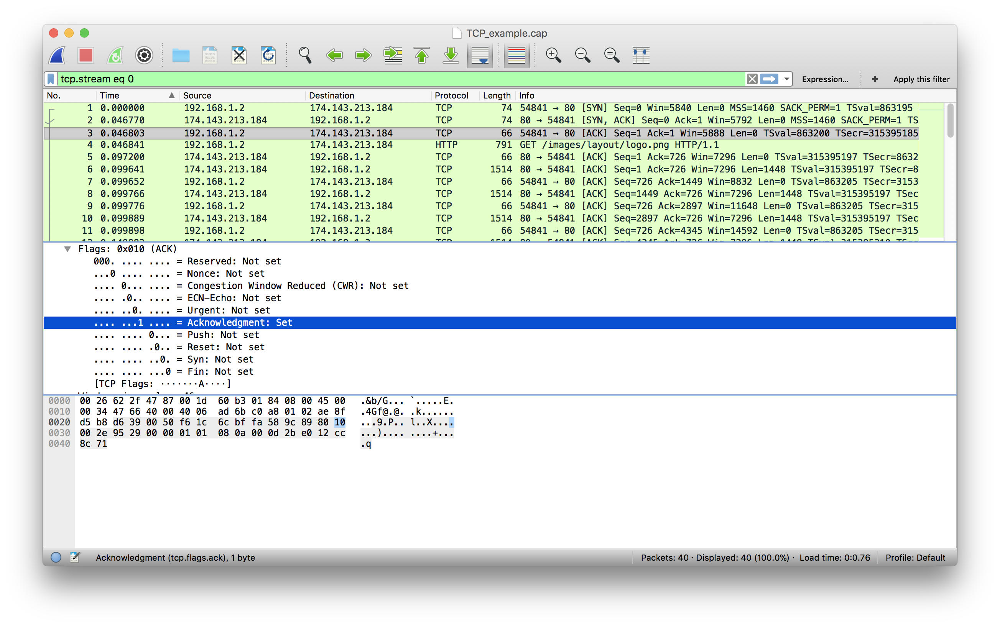 TCP_example.cap
tcp.stream eq 0 Expression... + Apply this filter
No. Time Source Destination Protocol Length Info
1 0.000000 192.168.1.2 174.143.213.184 TCP 74 54841 → 80 [SYN] Seq=0 Win=5840 Len=0 MSS=1460 SACK_PERM=1 TSval=863195
2 0.046770 174.143.213.184 192.168.1.2 TCP 74 80 → 54841 [SYN, ACK] Seq=0 Ack=1 Win=5792 Len=0 MSS=1460 SACK_PERM=1 TS
3 0.046803 192.168.1.2 174.143.213.184 TCP 66 54841 → 80 [ACK] Seq=1 Ack=1 Win=5888 Len=0 TSval=863200 TSecr=315395185
4 0.046841 192.168.1.2 174.143.213.184 HTTP 791 GET /images/layout/logo.png HTTP/1.1
5 0.097200 174.143.213.184 192.168.1.2 TCP 66 80 → 54841 [ACK] Seq=1 Ack=726 Win=7296 Len=0 TSval=315395197 TSecr=8632
6 0.099641 174.143.213.184 192.168.1.2 TCP 1514 80 → 54841 [ACK] Seq=1 Ack=726 Win=7296 Len=1448 TSval=315395197 TSecr=8
7 0.099652 192.168.1.2 174.143.213.184 TCP 66 54841 → 80 [ACK] Seq=726 Ack=1449 Win=8832 Len=0 TSval=863205 TSecr=3153
8 0.099766 174.143.213.184 192.168.1.2 TCP 1514 80 → 54841 [ACK] Seq=1449 Ack=726 Win=7296 Len=1448 TSval=315395197 TSec
9 0.099776 192.168.1.2 174.143.213.184 TCP 66 54841 → 80 [ACK] Seq=726 Ack=2897 Win=11648 Len=0 TSval=863205 TSecr=315
10 0.099889 174.143.213.184 192.168.1.2 TCP 1514 80 → 54841 [ACK] Seq=2897 Ack=726 Win=7296 Len=1448 TSval=315395197 TSec
11 0.099898 192.168.1.2 174.143.213.184 TCP 66 54841 → 80 [ACK] Seq=726 Ack=4345 Win=14592 Len=0 TSval=863205 TSecr=315
Flags: 0x010 (ACK)
000. .... .... = Reserved: Not set
...0 .... .... = Nonce: Not set
.... 0... .... = Congestion Window Reduced (CWR): Not set
.... .0.. .... = ECN-Echo: Not set
.... ..0. .... = Urgent: Not set
.... ...1 .... = Acknowledgment: Set
.... .... 0... = Push: Not set
.... .... .0.. = Reset: Not set
.... .... ..0. = Syn: Not set
.... .... ...0 = Fin: Not set
[TCP Flags: ·······A····]
0000 00 26 62 2f 47 87 00 1d 60 b3 01 84 08 00 45 00 .&b/G... `.....E.
0010 00 34 47 66 40 00 40 06 ad 6b c0 a8 01 02 ae 8f .4Gf@.@. .k......
0020 d5 b8 d6 39 00 50 f6 1c 6c bf fa 58 9c 89 80 10 ...9.P.. l..X....
0030 00 2e 95 29 00 00 01 01 08 0a 00 0d 2b e0 12 cc ...).... ....+...
0040 8c 71 .q
Acknowledgment (tcp.flags.ack), 1 byte Packets: 40 · Displayed: 40 (100.0%) · Load time: 0:0.76 Profile: Default